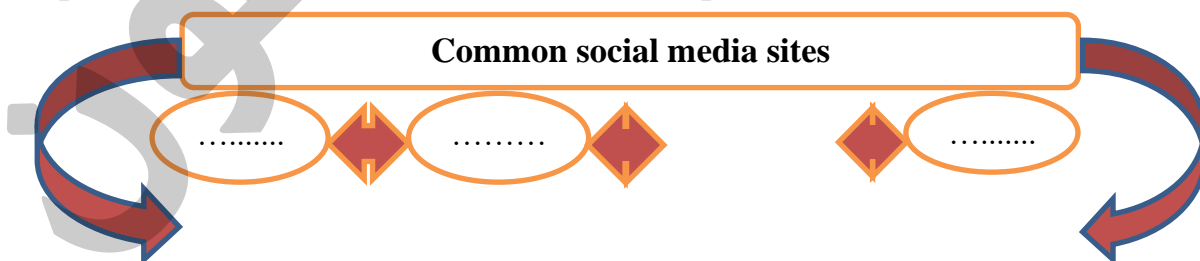 Common social media sites
…....... ……… ….......